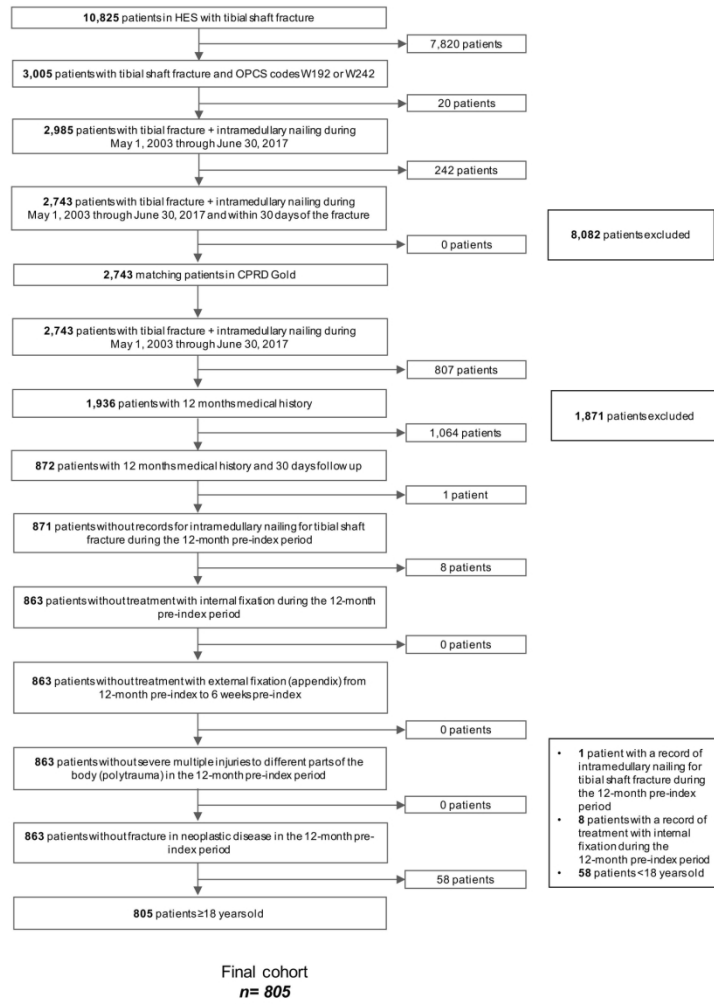 10,825 patients in HES with tibial shaft fracture
7,820 patients
3,005 patients with tibial shaft fracture and OPCS codes W192 or W242
20 patients
2,985 patients with tibial fracture + intramedullary nailing during
May 1, 2003 through June 30, 2017
242 patients
2,743 patients with tibial fracture + intramedullary nailing during
May 1, 2003 through June 30, 2017 and within 30 days of the fracture
8,082 patients excluded
0 patients
2,743 matching patients in CPRD Gold
2,743 patients with tibial fracture + intramedullary nailing during
May 1, 2003 through June 30, 2017
807 patients
1,936 patients with 12 months medical history
1,871 patients excluded
1,064 patients
872 patients with 12 months medical history and 30 days follow up
1 patient
871 patients without records for intramedullary nailing for tibial shaft
fracture during the 12-month pre-index period
8 patients
863 patients without treatment with internal fixation during the 12-month
pre-index period
0 patients
863 patients without treatment with external fixation (appendix) from
12-month pre-index to 6 weeks pre-index
0 patients
863 patients without severe multiple injuries to different parts of the
body (polytrauma) in the 12-month pre-index period
0 patients
863 patients without fracture in neoplastic disease in the 12-month pre-
index period
• 1 patient with a record of
intramedullary nailing for
tibial shaft fracture during
the 12-month pre-index
period
• 8 patients with a record of
treatment with internal
fixation during the
12-month pre-index period
• 58 patients <18 years old
58 patients
805 patients ≥18 years old
Final cohort
n= 805